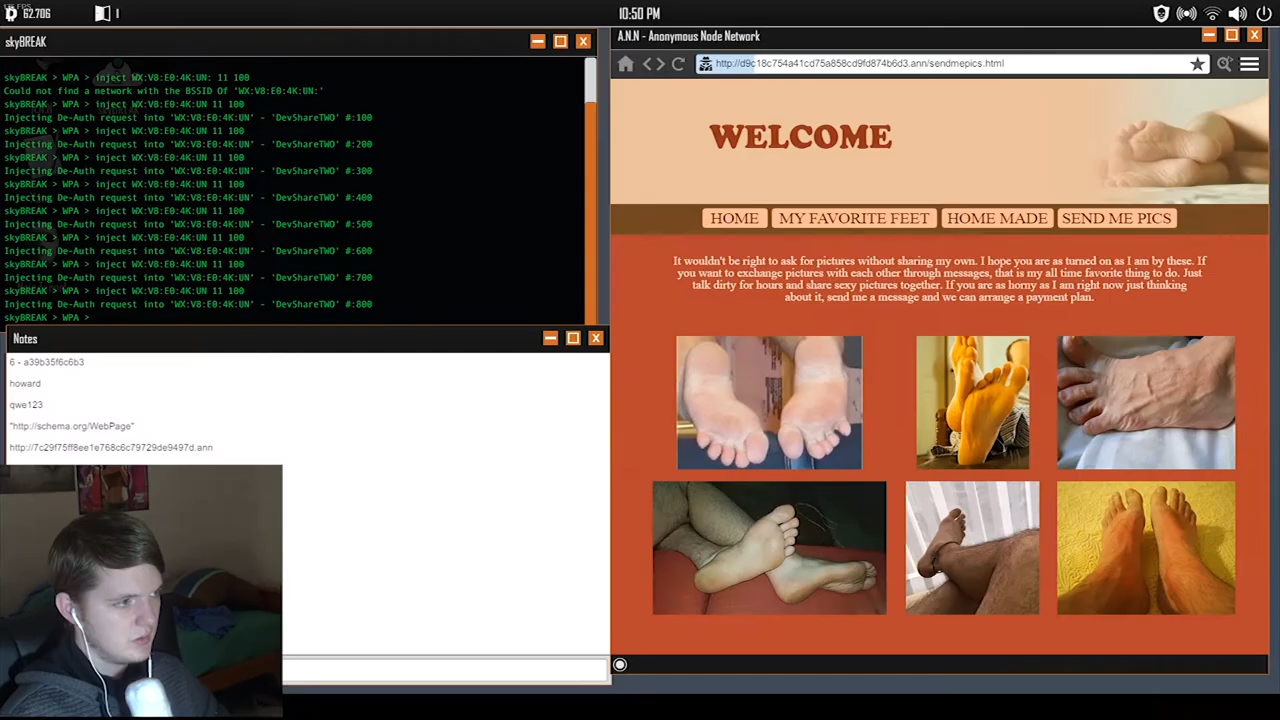 62.706
1
10:50 PM
skyBREAK
skyBREAK > WPA > inject WX:V8:E0:4K:UN: 11 100
Could not find a network with the BSSID Of 'WX:V8:E0:4K:UN:'
skyBREAK > WPA > inject WX:V8:E0:4K:UN 11 100
Injecting De-Auth request into 'WX:V8:E0:4K:UN' - 'DevShareTWO' #:100
skyBREAK > WPA > inject WX:V8:E0:4K:UN 11 100
Injecting De-Auth request into 'WX:V8:E0:4K:UN' - 'DevShareTWO' #:200
skyBREAK > WPA > inject WX:V8:E0:4K:UN 11 100
Injecting De-Auth request into 'WX:V8:E0:4K:UN' - 'DevShareTWO' #:300
skyBREAK > WPA > inject WX:V8:E0:4K:UN 11 100
Injecting De-Auth request into 'WX:V8:E0:4K:UN' - 'DevShareTWO' #:400
skyBREAK > WPA > inject WX:V8:E0:4K:UN 11 100
Injecting De-Auth request into 'WX:V8:E0:4K:UN' - 'DevShareTWO' #:500
skyBREAK > WPA > inject WX:V8:E0:4K:UN 11 100
Injecting De-Auth request into 'WX:V8:E0:4K:UN' - 'DevShareTWO' #:600
skyBREAK > WPA > inject WX:V8:E0:4K:UN 11 100
Injecting De-Auth request into 'WX:V8:E0:4K:UN' - 'DevShareTWO' #:700
skyBREAK > WPA > inject WX:V8:E0:4K:UN 11 100
Injecting De-Auth request into 'WX:V8:E0:4K:UN' - 'DevShareTWO' #:800
skyBREAK > WPA >
Notes
6 - a39b35f6c6b3
howard
qwe123
"http://schema.org/WebPage"
http://7c29f75ff8ee1e768c6c79729de9497d.ann
A.N.N - Anonymous Node Network
http://d9c18c754a41cd75a858cd9fd874b6d3.ann/sendmepics.html
WELCOME
HOME
MY FAVORITE FEET
HOME MADE
SEND ME PICS
It wouldn't be right to ask for pictures without sharing my own. I hope you are as turned on as I am by these. If
you want to exchange pictures with each other through messages, that is my all time favorite thing to do. Just
talk dirty for hours and share sexy pictures together. If you are as horny as I am right now just thinking
about it, send me a message and we can arrange a payment plan.